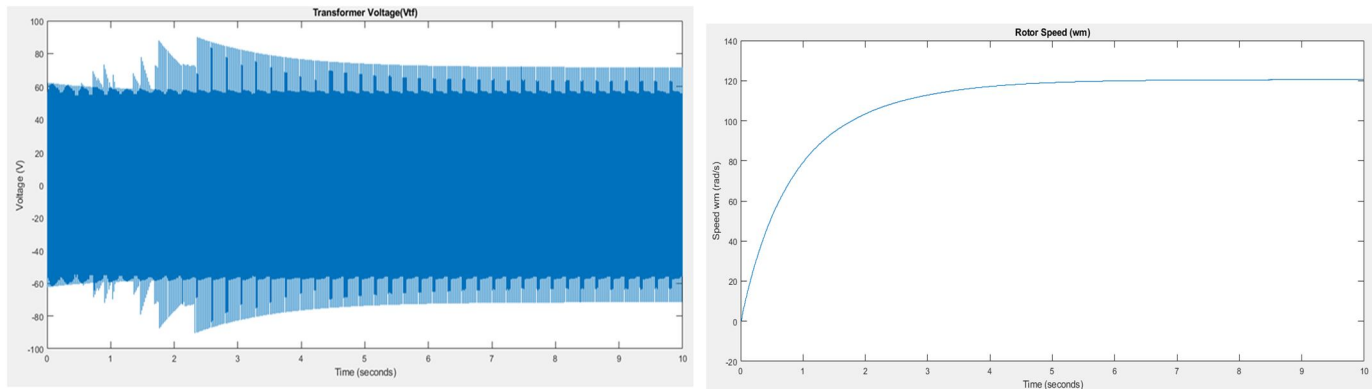 Transformer Voltage(Vtf)
100
80
60
40
20
0
-20
-40
-60
-80
-100
Voltage (V)
0 1 2 3 4 5 6 7 8 9 10
Time (seconds)
Rotor Speed (wm)
140
120
100
80
60
40
20
0
-20
Speed wm (rad/s)
0 1 2 3 4 5 6 7 8 9 10
Time (seconds)